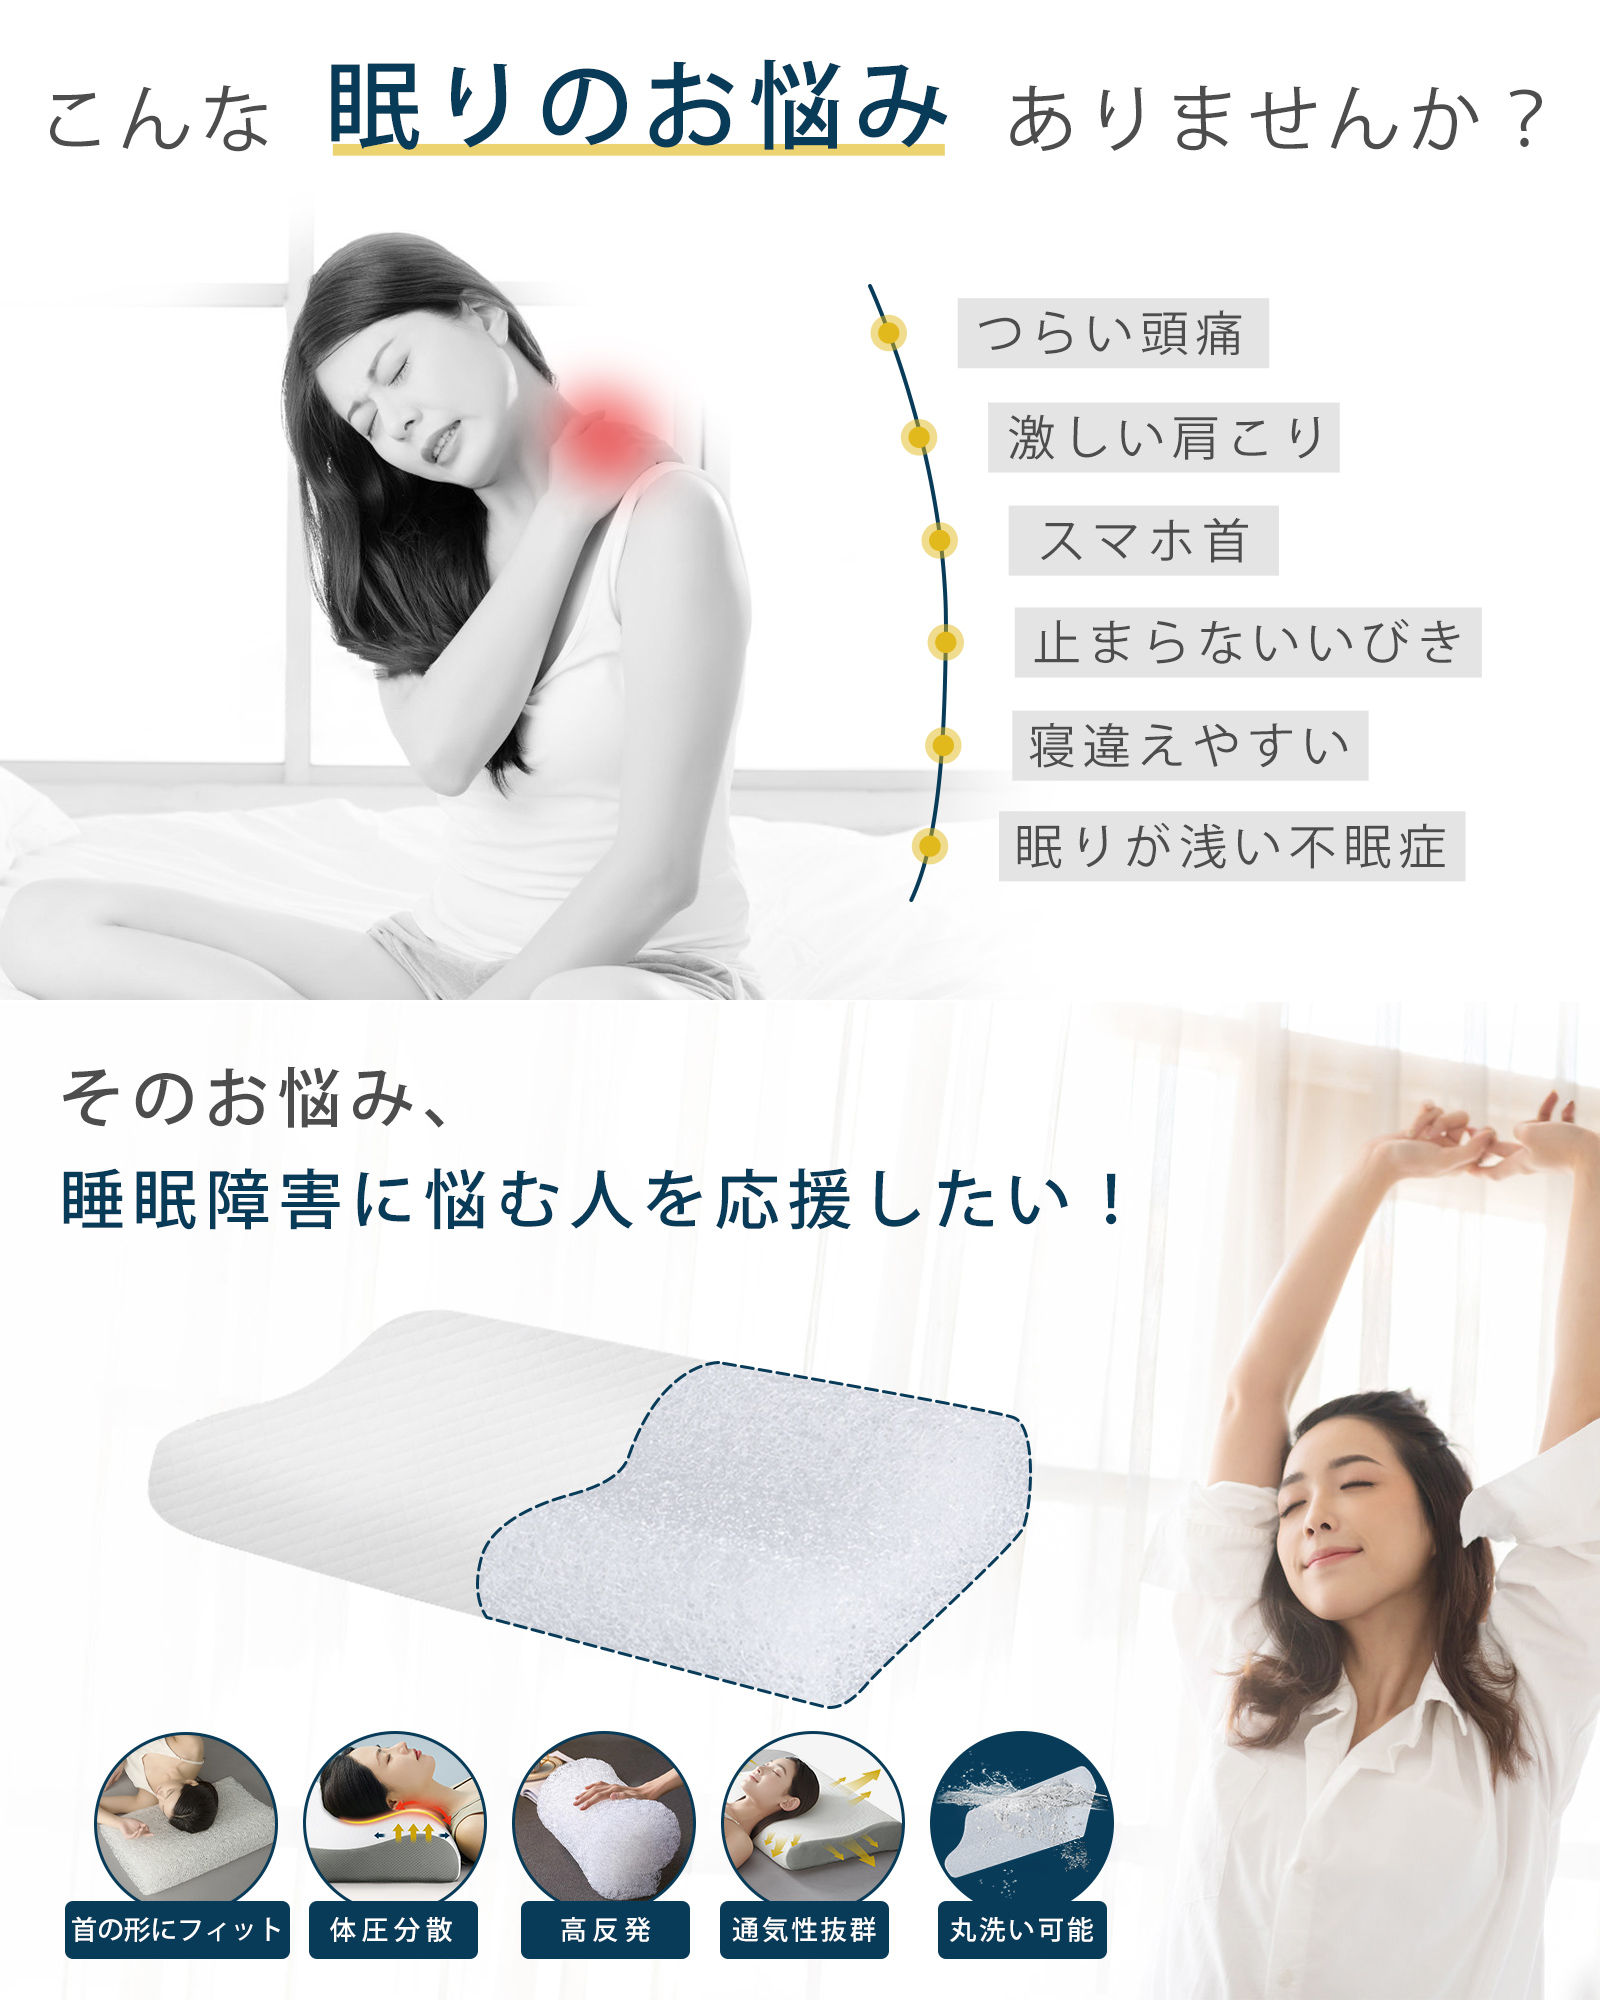 こんな 眠りのお悩み ありませんか？
つらい頭痛
激しい肩こり
スマホ首
止まらないいびき
寝違えやすい
眠りが浅い不眠症
そのお悩み、
睡眠障害に悩む人を応援したい！
首の形にフィット
体圧分散
高反発
通気性抜群
丸洗い可能